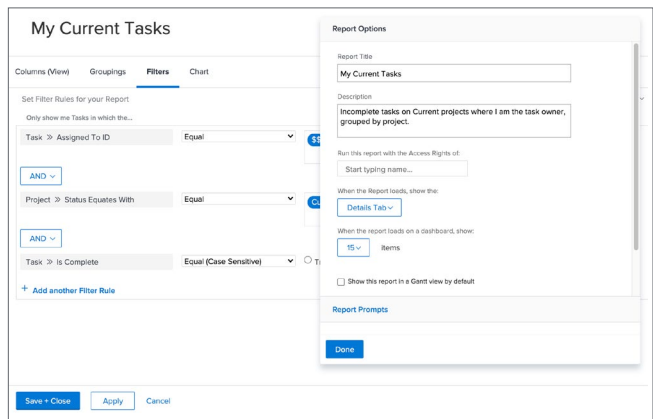 My Current Tasks
Columns (View) Groupings Filters Chart
Set Filter Rules for your Report
Only show me Tasks in which the...
Task >> Assigned To ID Equal $$
AND
Project >> Status Equates With Equal
AND
Task >> Is Complete Equal (Case Sensitive)
+ Add another Filter Rule
Save + Close Apply Cancel
Report Options
Report Title
My Current Tasks
Description
Incomplete tasks on Current projects where I am the task owner,
grouped by project.
Run this report with the Access Rights of:
Start typing name...
When the Report loads, show the:
Details Tab
When the report loads on a dashboard, show:
15 Items
Show this report in a Gantt view by default
Report Prompts
Done